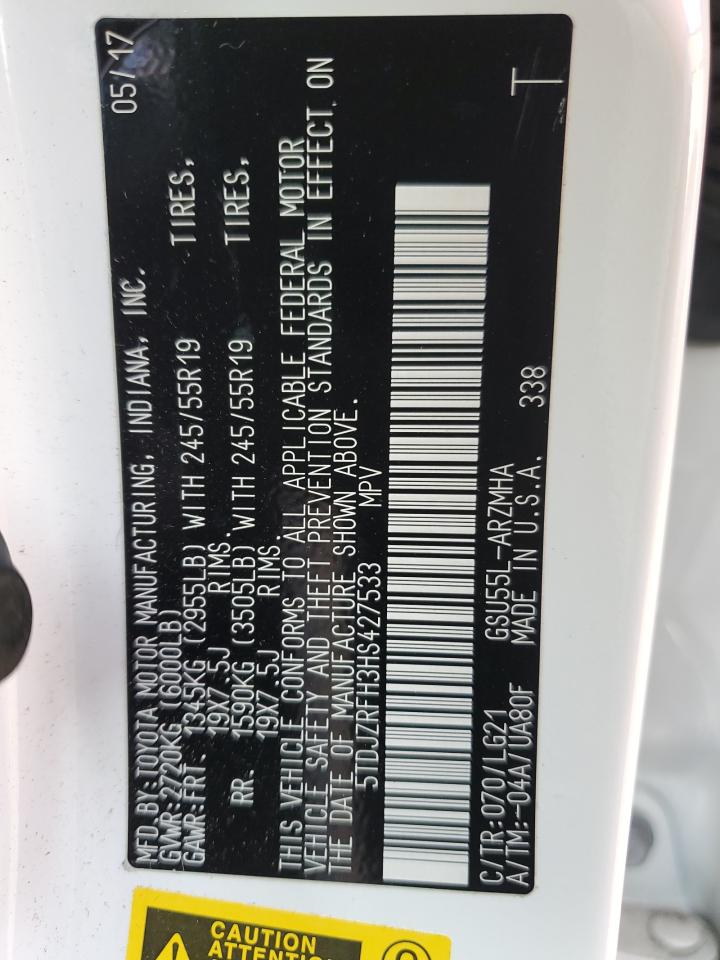 MFD.BY:TOYOTA MOTOR MANUFACTURING, INDIANA, INC. 05/17
GVWR:2720KG (6000LB)
GAWR:FRT. 1345KG (2955LB) WITH 245/55R19 TIRES,
19X7.5J RIMS.
RR. 1590KG (3505LB) WITH 245/55R19 TIRES,
19X7.5J RIMS.
THIS VEHICLE CONFORMS TO ALL APPLICABLE FEDERAL MOTOR
VEHICLE SAFETY AND THEFT PREVENTION STANDARDS IN EFFECT ON
THE DATE OF MANUFACTURE SHOWN ABOVE.
5TDJZRFH3HS427533 MPV
C/TR:070/LG21 GSU55L-ARZMHA 338
A/TM:-04A/UA80F MADE IN U.S.A.
T
CAUTION